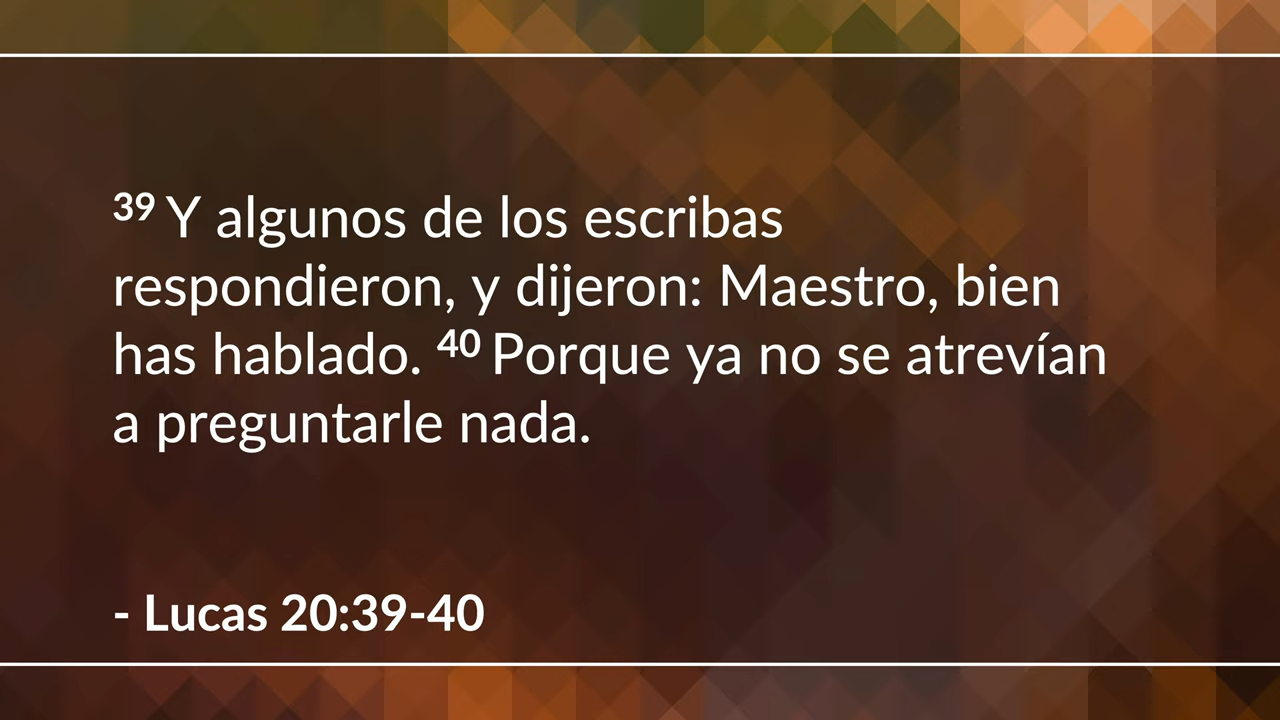 39 Y algunos de los escribas
respondieron, y dijeron: Maestro, bien
has hablado. 40 Porque ya no se atrevían
a preguntarle nada.
- Lucas 20:39-40